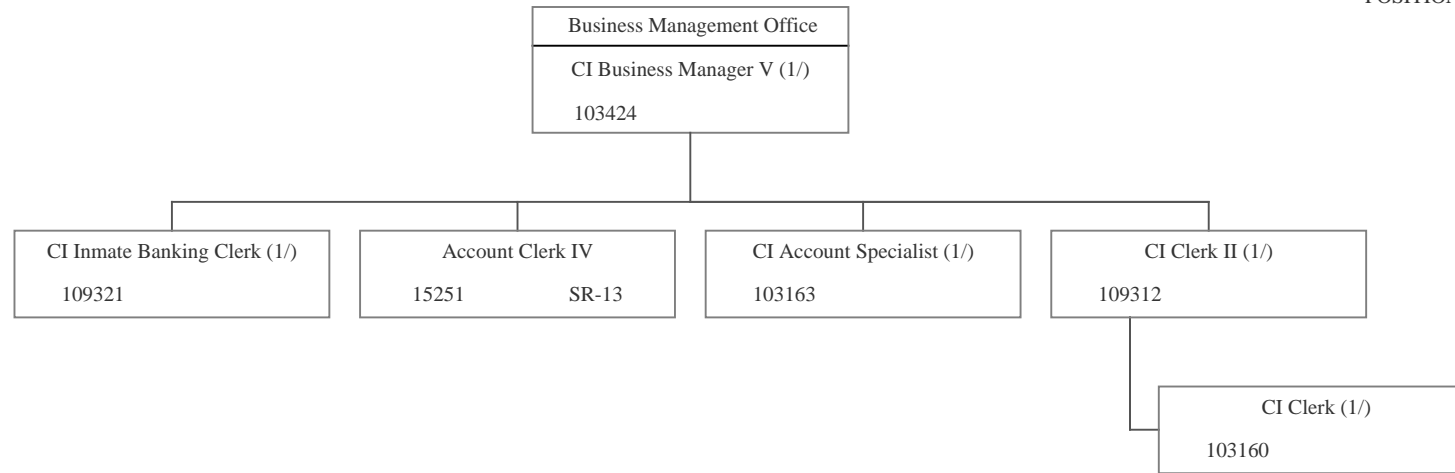 POSITION
Business Management Office
CI Business Manager V (1/)
103424
CI Inmate Banking Clerk (1/)
109321
Account Clerk IV
15251 SR-13
CI Account Specialist (1/)
103163
CI Clerk II (1/)
109312
CI Clerk (1/)
103160